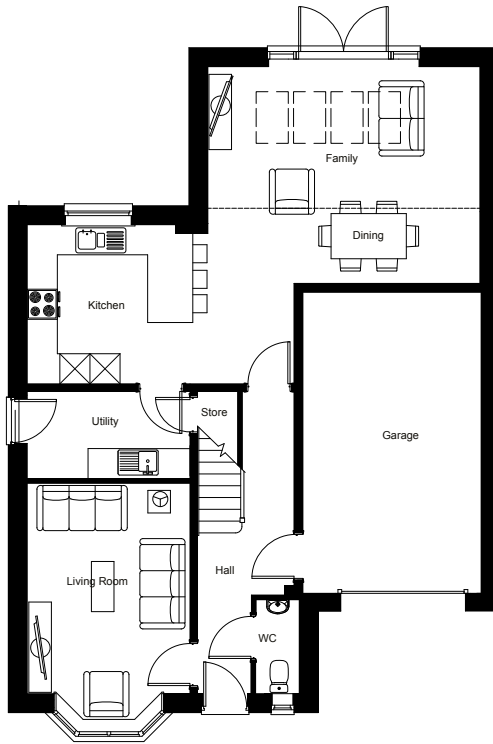 Family
Dining
Kitchen
Store
Utility
Garage
Hall
Living Room
WC